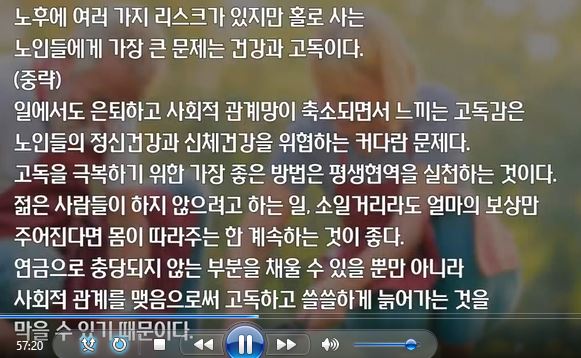 노후에 여러 가지 리스크가 있지만 홀로 사는
노인들에게 가장 큰 문제는 건강과 고독이다.
(중략)
일에서도 은퇴하고 사회적 관계망이 축소되면서 느끼는 고독감은
노인들의 정신건강과 신체건강을 위협하는 커다란 문제다.
고독을 극복하기 위한 가장 좋은 방법은 평생현역을 실천하는 것이다.
젊은 사람들이 하지 않으려고 하는 일, 소일거리라도 얼마의 보상만
주어진다면 몸이 따라주는 한 계속하는 것이 좋다.
연금으로 충당되지 않는 부분을 채울 수 있을 뿐만 아니라
사회적 관계를 맺음으로써 고독하고 쓸쓸하게 늙어가는 것을
막을 수 있기 때문이다.
57:20